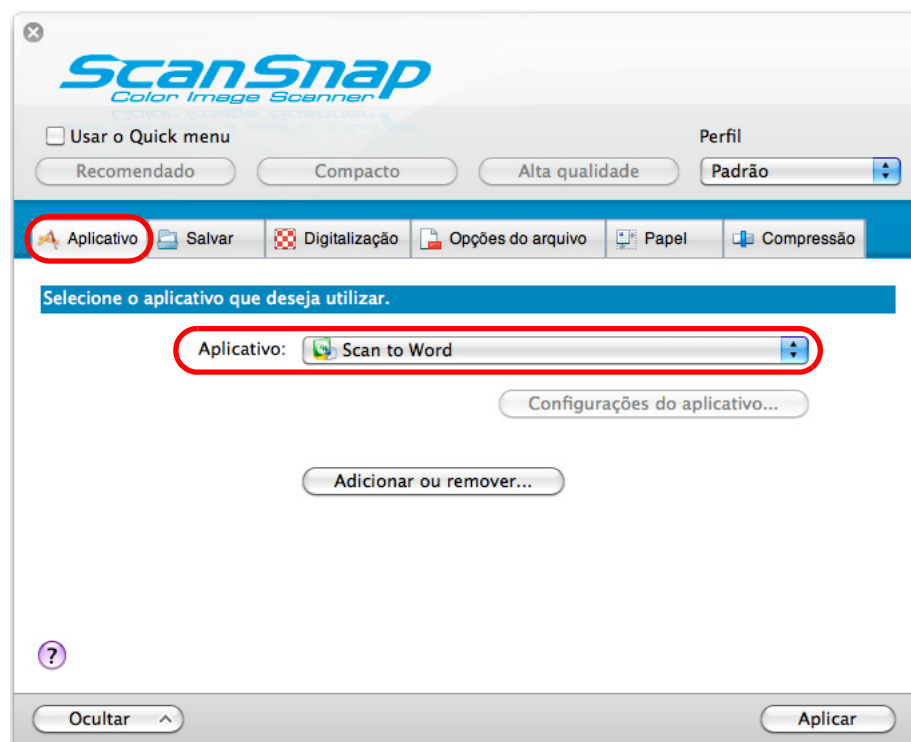 ScanSnap
Color Image Scanner
Usar o Quick menu
Perfil
Recomendado Compacto Alta qualidade Padrão
Aplicativo Salvar Digitalização Opções do arquivo Papel Compressão
Selecione o aplicativo que deseja utilizar.
Aplicativo: Scan to Word
Configurações do aplicativo...
Adicionar ou remover...
?
Ocultar Aplicar